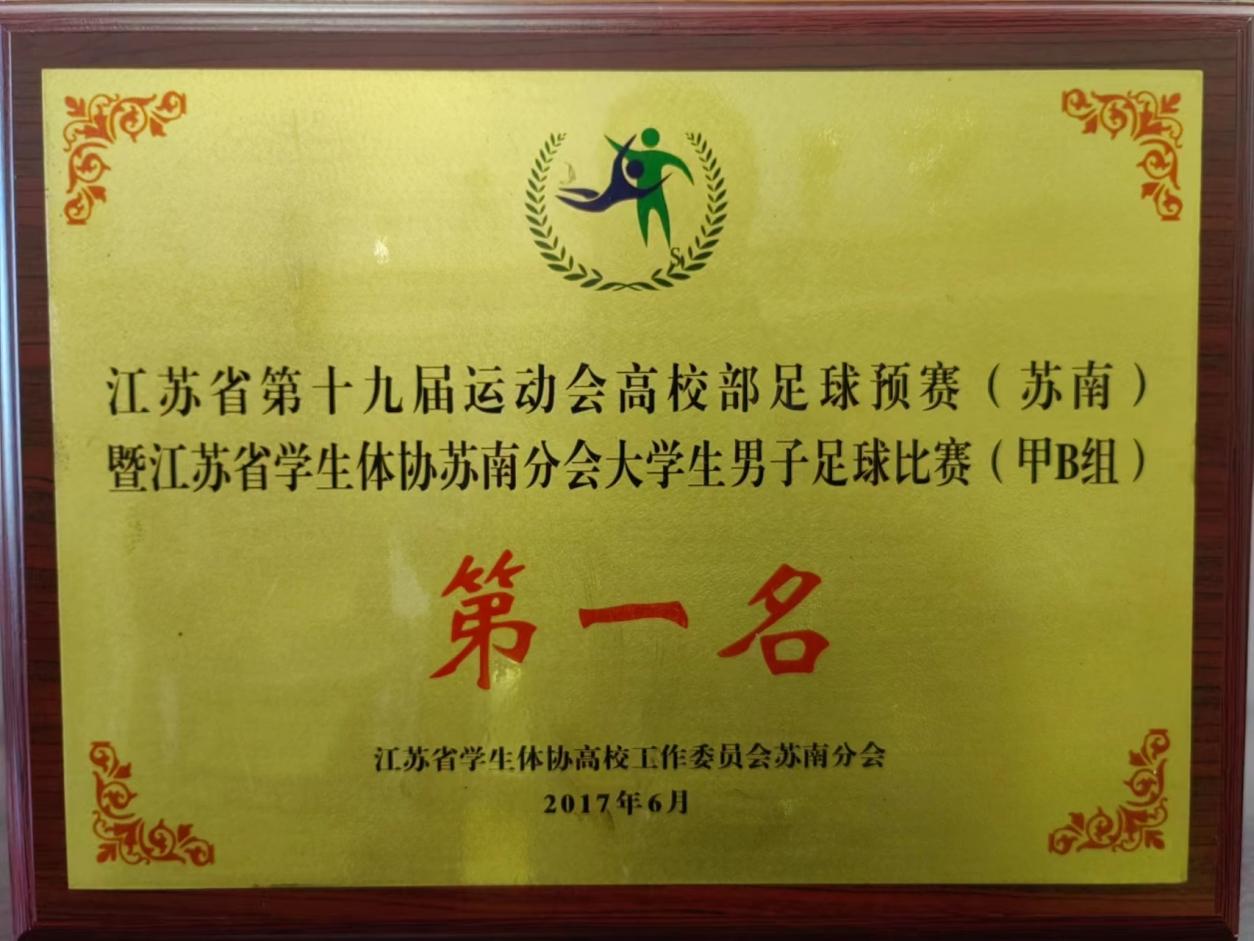 江苏省第十九届运动会高校部足球预赛（苏南）
暨江苏省学生体协苏南分会大学生男子足球比赛（甲B组）
第一名
江苏省学生体协高校工作委员会苏南分会
2017年6月